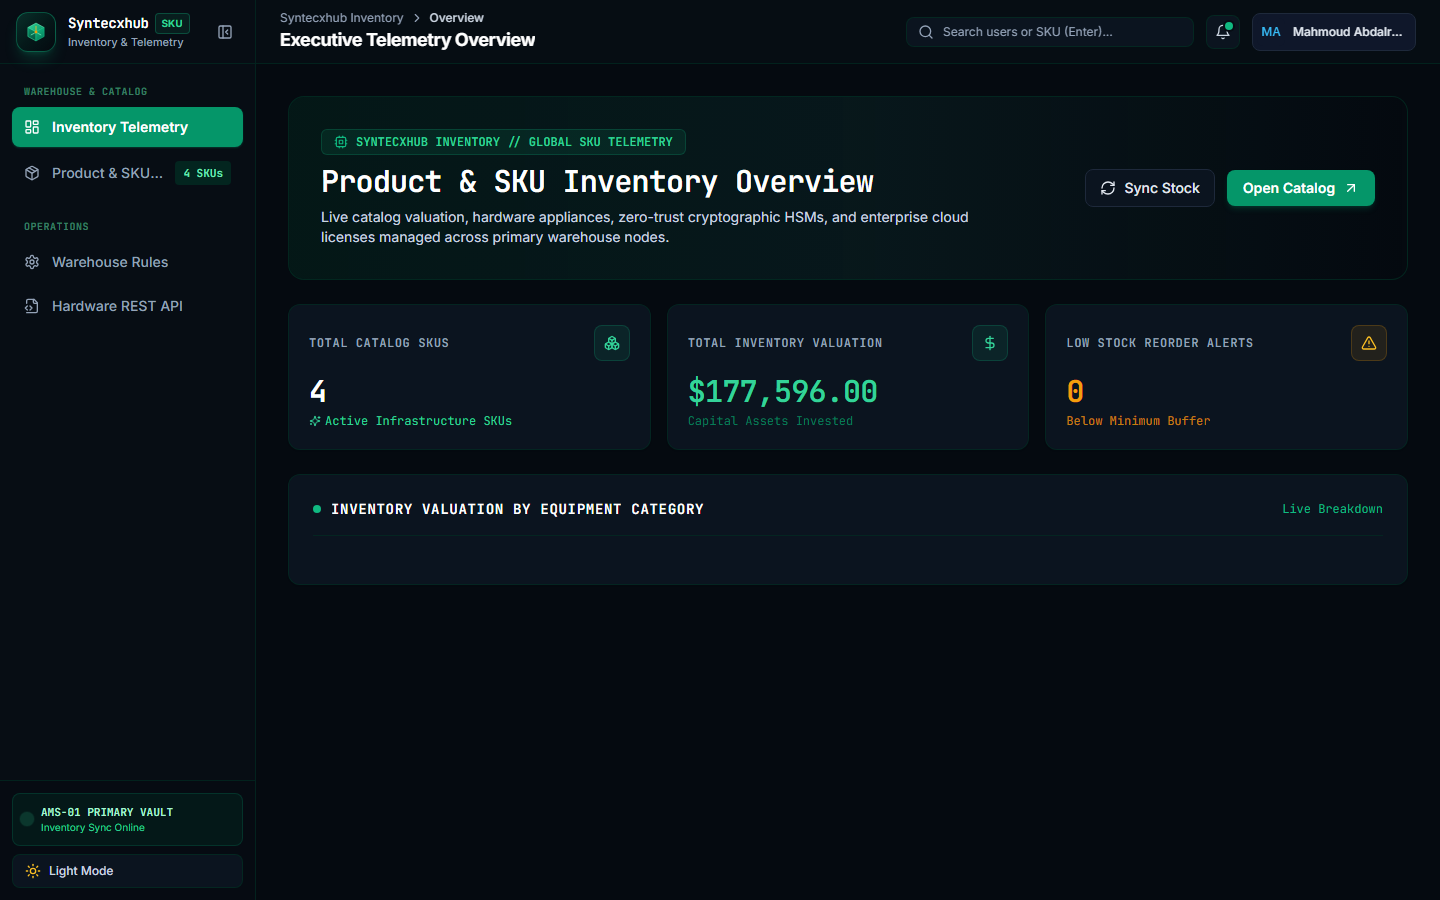 Syntecxhub SKU
Inventory & Telemetry
WAREHOUSE & CATALOG
Inventory Telemetry
Product & SKU... 4 SKUs
OPERATIONS
Warehouse Rules
Hardware REST API
AMS-01 PRIMARY VAULT
Inventory Sync Online
Light Mode
Syntecxhub Inventory > Overview
Executive Telemetry Overview
Search users or SKU (Enter)...
MA Mahmoud Abdalr...
SYNTECXHUB INVENTORY // GLOBAL SKU TELEMETRY
Product & SKU Inventory Overview
Live catalog valuation, hardware appliances, zero-trust cryptographic HSMs, and enterprise cloud
licenses managed across primary warehouse nodes.
Sync Stock
Open Catalog
TOTAL CATALOG SKUS
4
Active Infrastructure SKUs
TOTAL INVENTORY VALUATION
$177,596.00
Capital Assets Invested
LOW STOCK REORDER ALERTS
0
Below Minimum Buffer
INVENTORY VALUATION BY EQUIPMENT CATEGORY
Live Breakdown